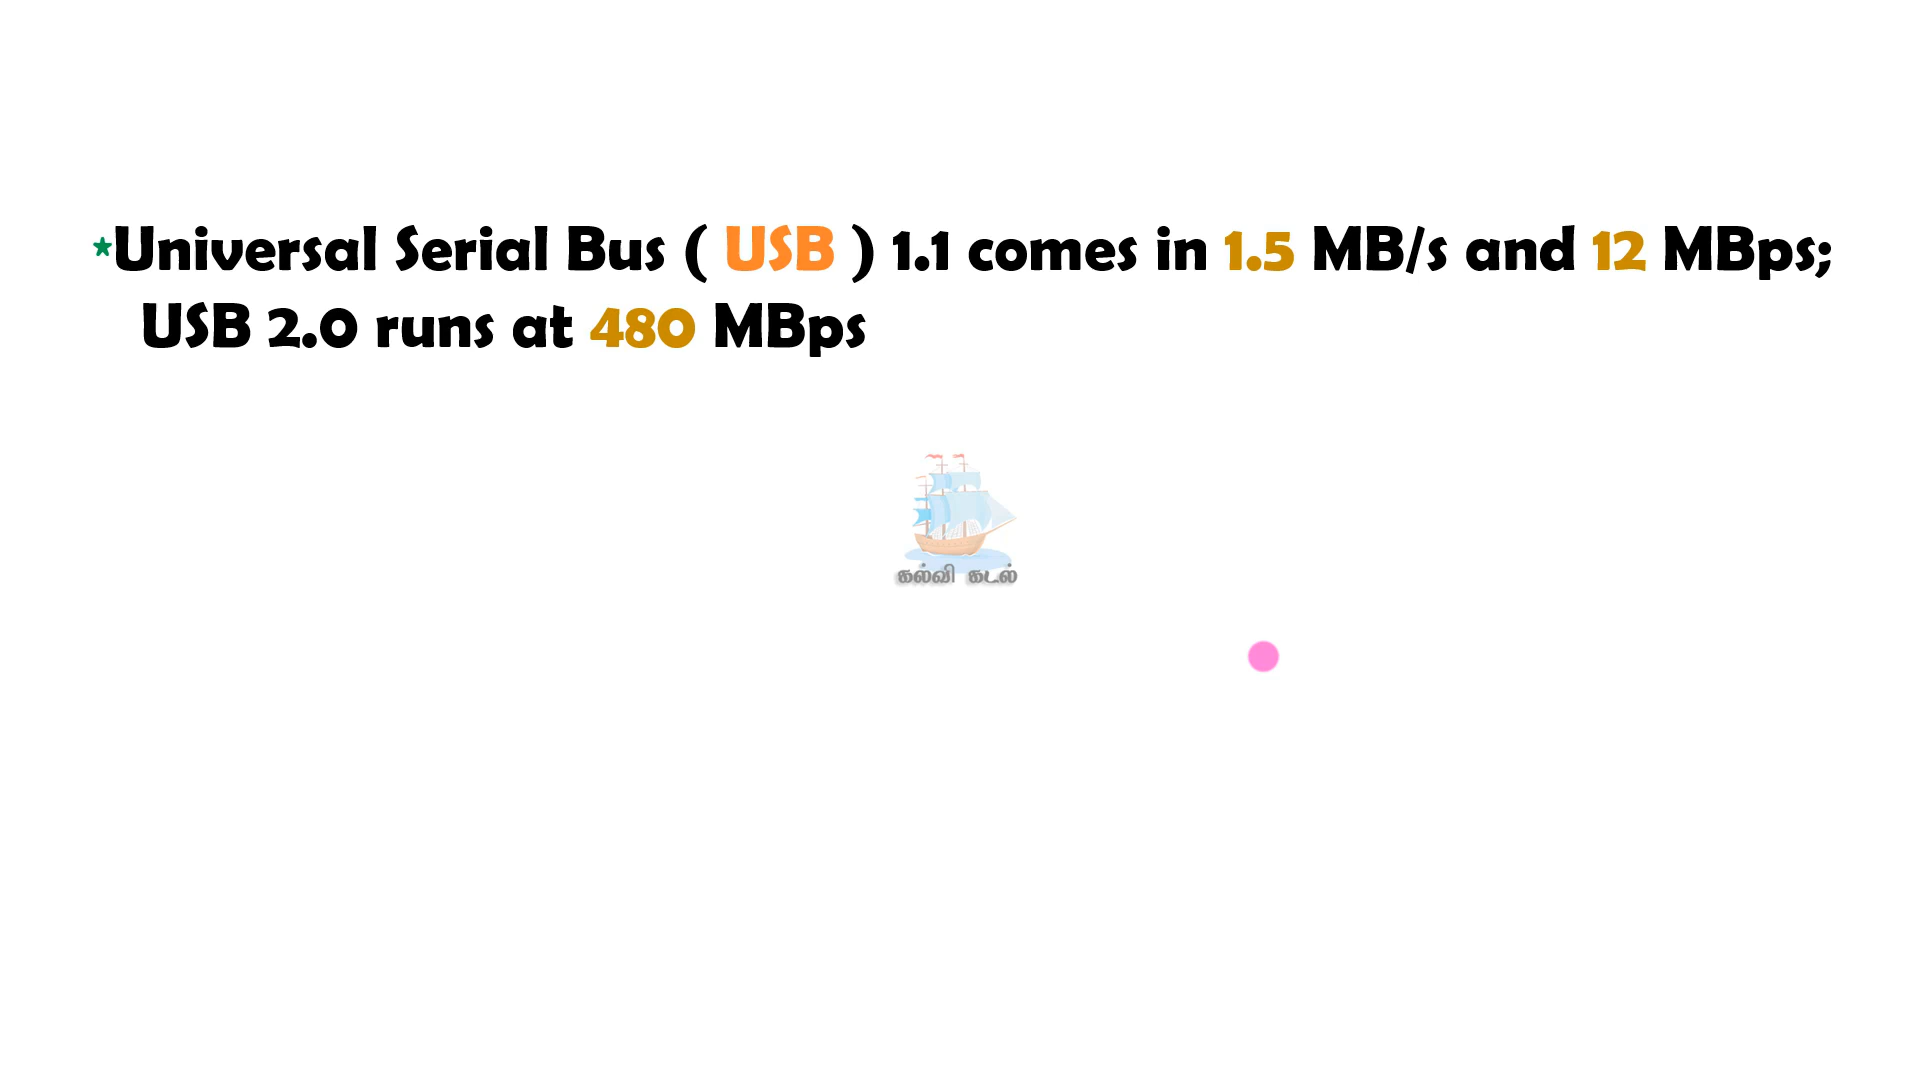 *Universal Serial Bus ( USB ) 1.1 comes in 1.5 MB/s and 12 MBps;
USB 2.0 runs at 480 MBps
கல்வி கடல்